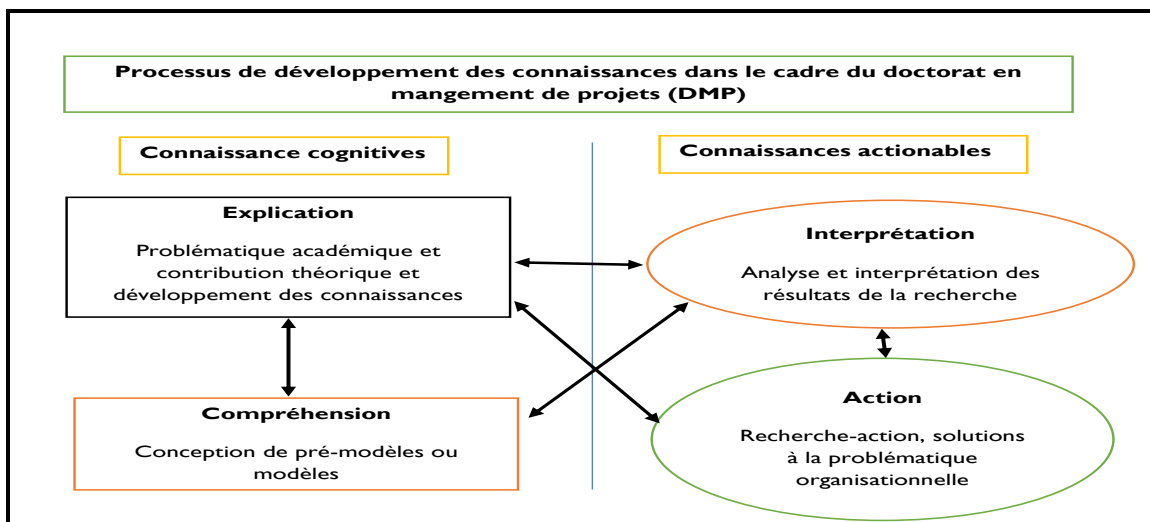 Processus de développement des connaissances dans le cadre du doctorat en
mangement de projets (DMP)
Connaissance cognitives
Connaissances actionables
Explication
Problématique académique et
contribution théorique et
développement des connaissances
Interprétation
Analyse et interprétation des
résultats de la recherche
Compréhension
Conception de pré-modèles ou
modèles
Action
Recherche-action, solutions
à la problématique
organisationnelle